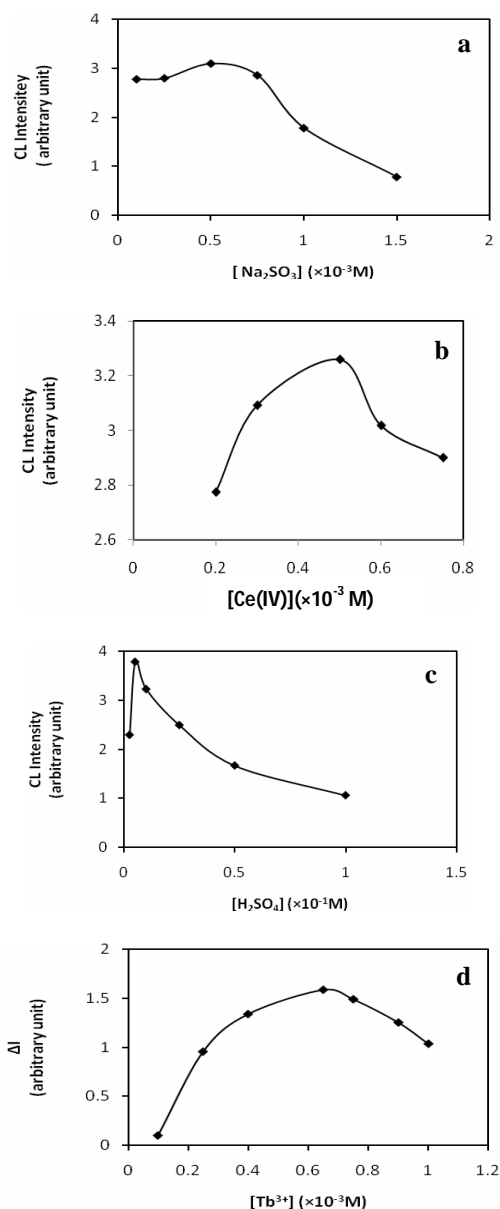 a
CL Intensitey
( arbitrary unit)
4
3
2
1
0
0 0.5 1 1.5 2
[ Na₂SO₃] (×10⁻³M)
b
CL Intensity
(arbitrary unit)
3.4
3.2
3
2.8
2.6
0 0.2 0.4 0.6 0.8
[Ce(IV)](×10⁻³ M)
c
CL Intensity
(arbitrary unit)
4
3
2
1
0
0 0.5 1 1.5
[H₂SO₄] (×10⁻¹M)
d
ΔI
(arbitrary unit)
2
1.5
1
0.5
0
0 0.2 0.4 0.6 0.8 1 1.2
[Tb³⁺] (×10⁻³M)